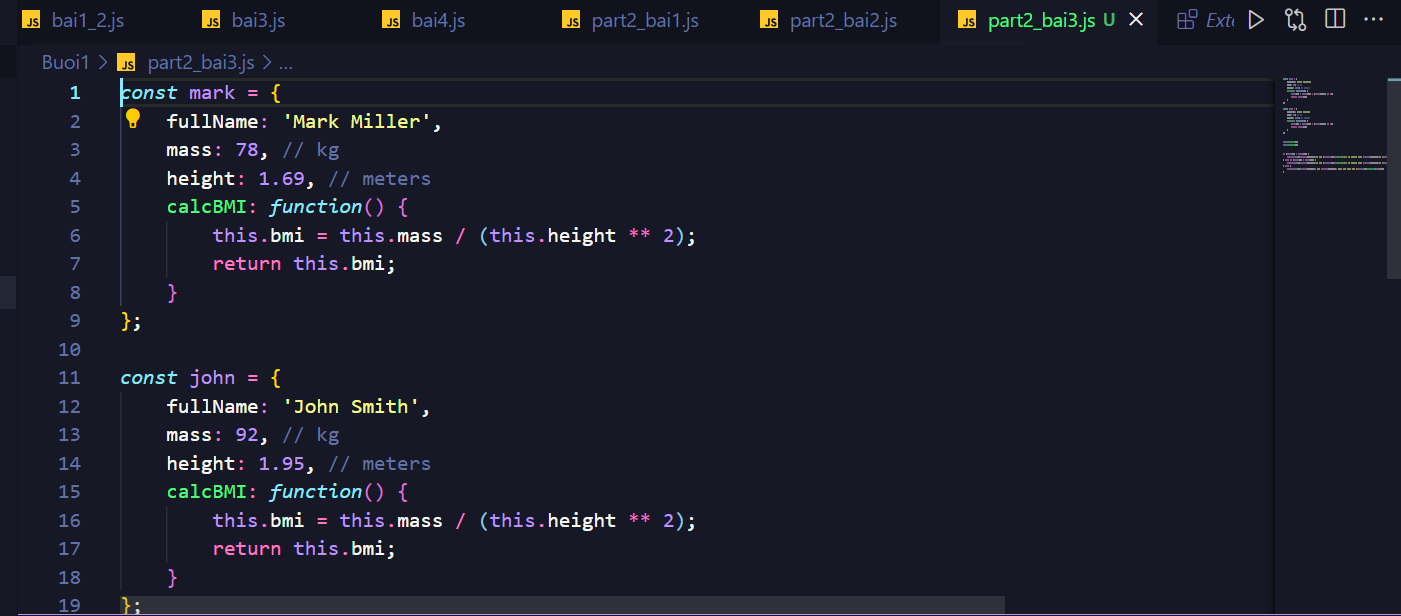 JS bai1_2.js JS bai3.js JS bai4.js JS part2_bai1.js JS part2_bai2.js JS part2_bai3.js U Exte
Buoi1 > JS part2_bai3.js > ...
1 const mark = {
2     fullName: 'Mark Miller',
3     mass: 78, // kg
4     height: 1.69, // meters
5     calcBMI: function() {
6         this.bmi = this.mass / (this.height ** 2);
7         return this.bmi;
8     }
9 };
10
11 const john = {
12     fullName: 'John Smith',
13     mass: 92, // kg
14     height: 1.95, // meters
15     calcBMI: function() {
16         this.bmi = this.mass / (this.height ** 2);
17         return this.bmi;
18     }
19 };